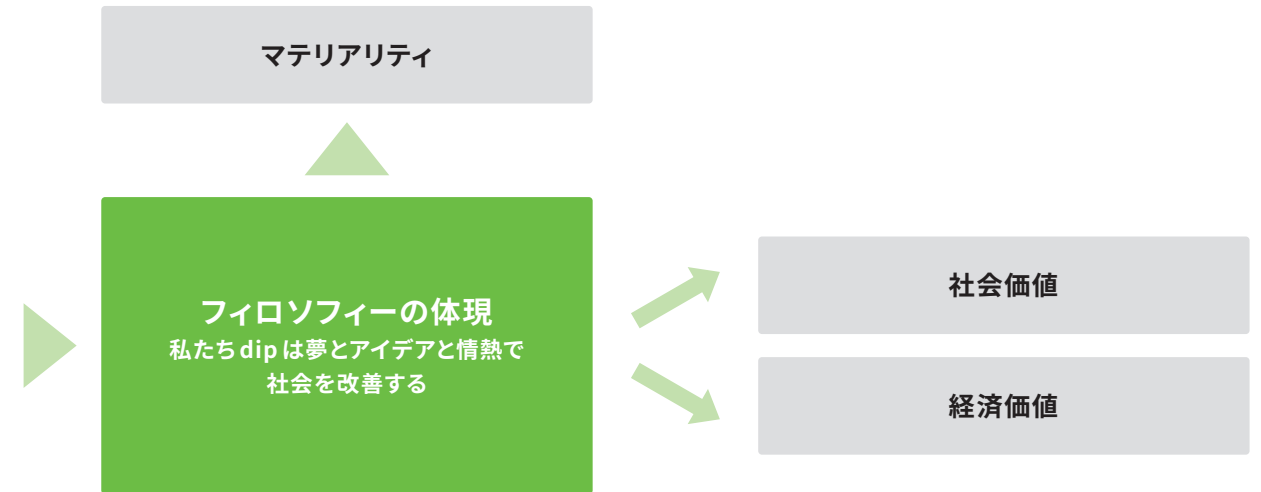 マテリアリティ
フィロソフィーの体現
私たちdipは夢とアイデアと情熱で
社会を改善する
社会価値
経済価値